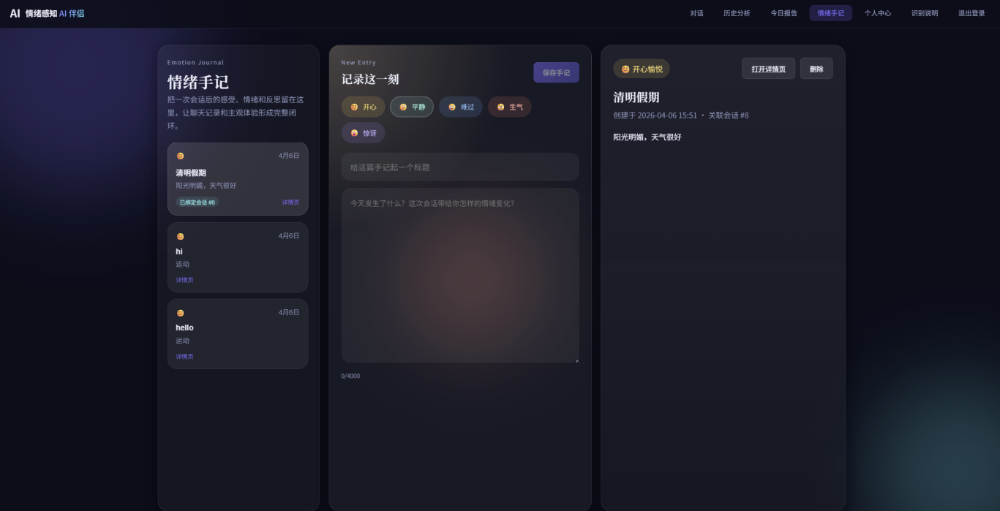 AI 情绪感知 AI 伴侣
对话 历史分析 今日报告 情绪手记 个人中心 识别说明 退出登录
Emotion Journal
情绪手记
把一次会话后的感受、情绪和反思留在这
里，让聊天记录和主观体验形成完整闭
环。
4月6日
清明假期
阳光明媚，天气很好
已绑定会话 #8 详情页
4月6日
hi
运动
详情页
4月6日
hello
运动
详情页
New Entry
记录这一刻
保存手记
开心 平静 难过 生气
惊讶
给这篇手记起一个标题
今天发生了什么？这次会话带给你怎样的情绪变化？
0/4000
开心愉悦 打开详情页 删除
清明假期
创建于 2026-04-06 15:51 · 关联会话 #8
阳光明媚，天气很好